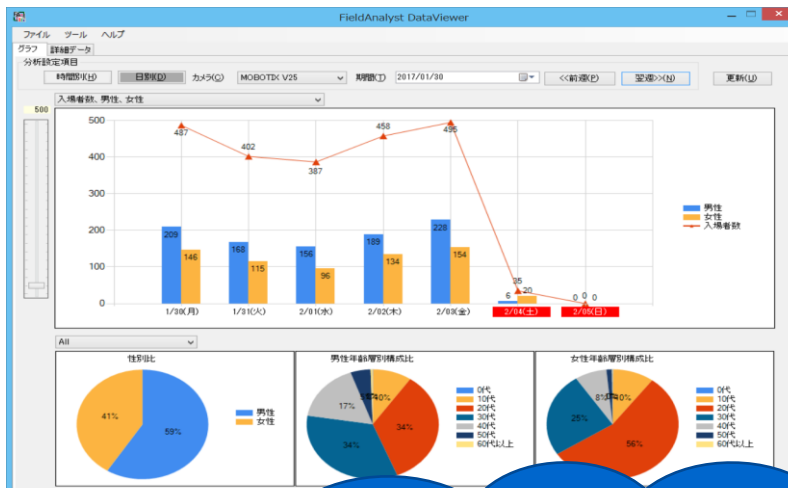 FieldAnalyst DataViewer
ファイル ツール ヘルプ
グラフ 詳細データ
分析設定項目
時間別(H) 日別(D) カメラ(C) MOBOTIX V25 期間(T) 2017/01/30 <<前週(P) 翌週>>(N) 更新(U)
入場者数、男性、女性
500
500
400
300
200
100
0
487
402
387
458
495
35
0
209
146
168
115
156
96
189
134
228
154
6
20
0
0
1/30(月) 1/31(火) 2/01(水) 2/02(木) 2/03(金) 2/04(土) 2/05(日)
男性
女性
入場者数
All
性別比
41%
59%
男性
女性
男性年齢層別構成比
17%
34%
34%
0代
10代
20代
30代
40代
50代
60代以上
女性年齢層別構成比
8%
25%
56%
0代
10代
20代
30代
40代
50代
60代以上